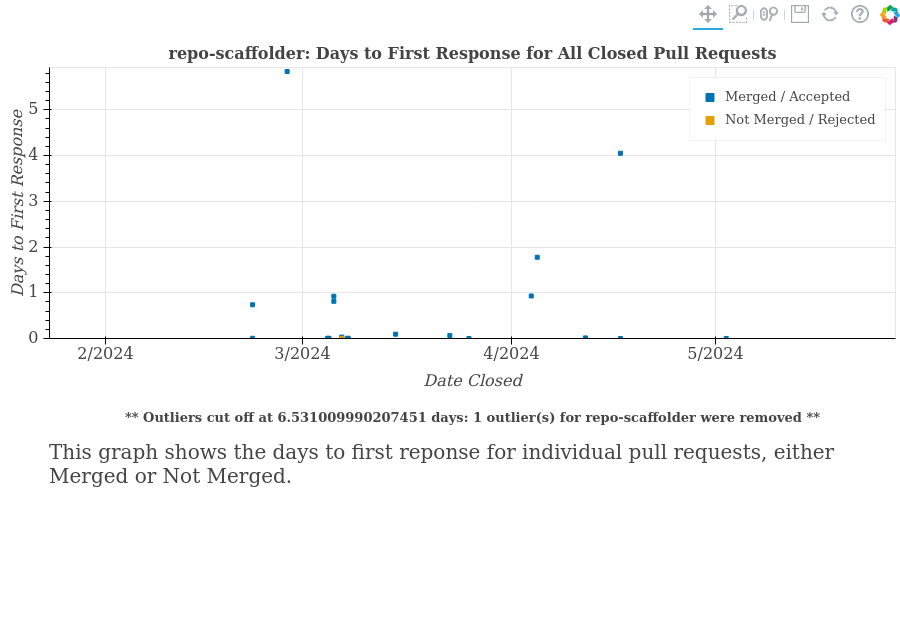 repo-scaffolder: Days to First Response for All Closed Pull Requests
Merged / Accepted
Not Merged / Rejected
Days to First Response
5
4
3
2
1
0
2/2024
3/2024
4/2024
5/2024
Date Closed
** Outliers cut off at 6.531009990207451 days: 1 outlier(s) for repo-scaffolder were removed **
This graph shows the days to first reponse for individual pull requests, either
Merged or Not Merged.